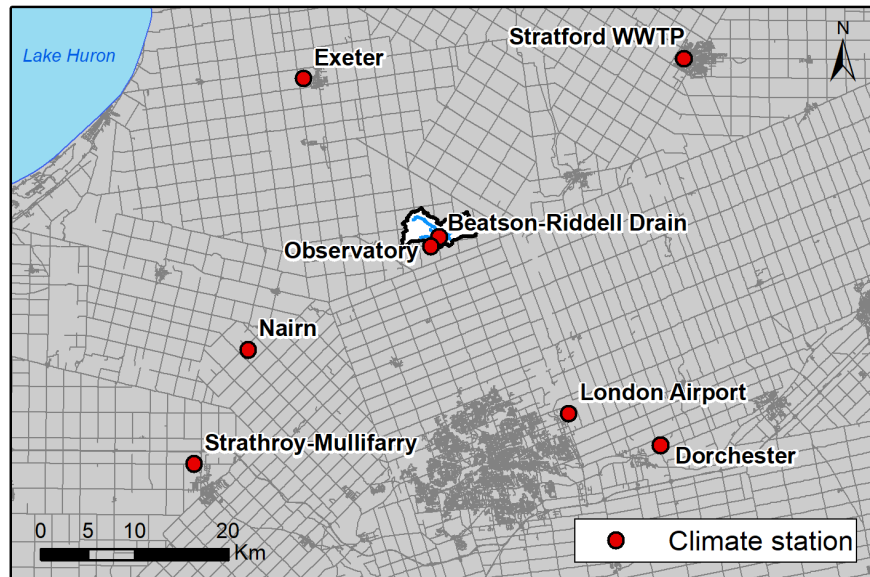 Lake Huron
Exeter
Stratford WWTP
N
Beatson-Riddell Drain
Observatory
Nairn
London Airport
Strathroy-Mullifarry
Dorchester
0 5 10 20
Km
Climate station